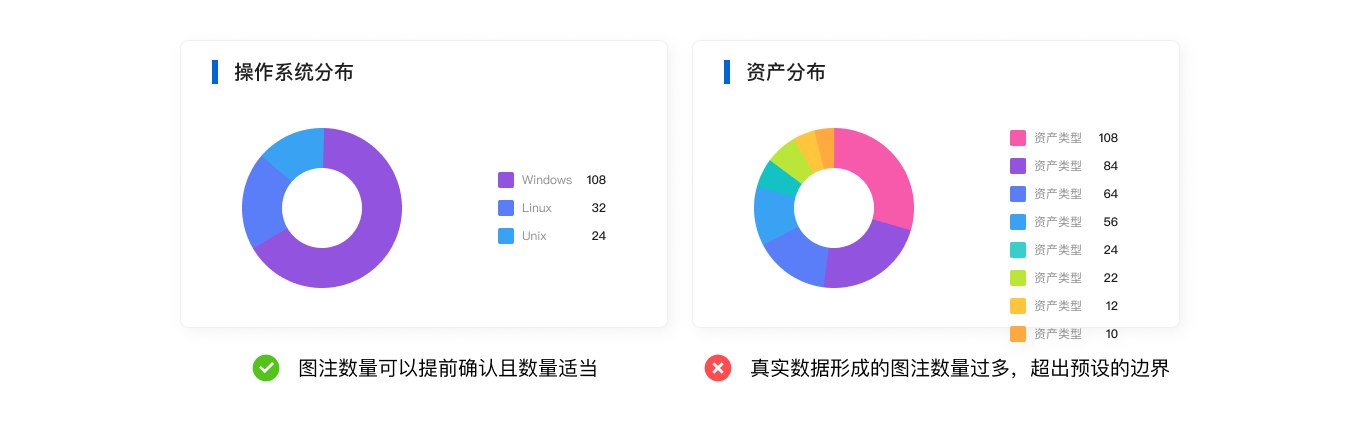 操作系统分布
Windows 108
Linux 32
Unix 24
图注数量可以提前确认且数量适当
资产分布
资产类型 108
资产类型 84
资产类型 64
资产类型 56
资产类型 24
资产类型 22
资产类型 12
资产类型 10
真实数据形成的图注数量过多，超出预设的边界